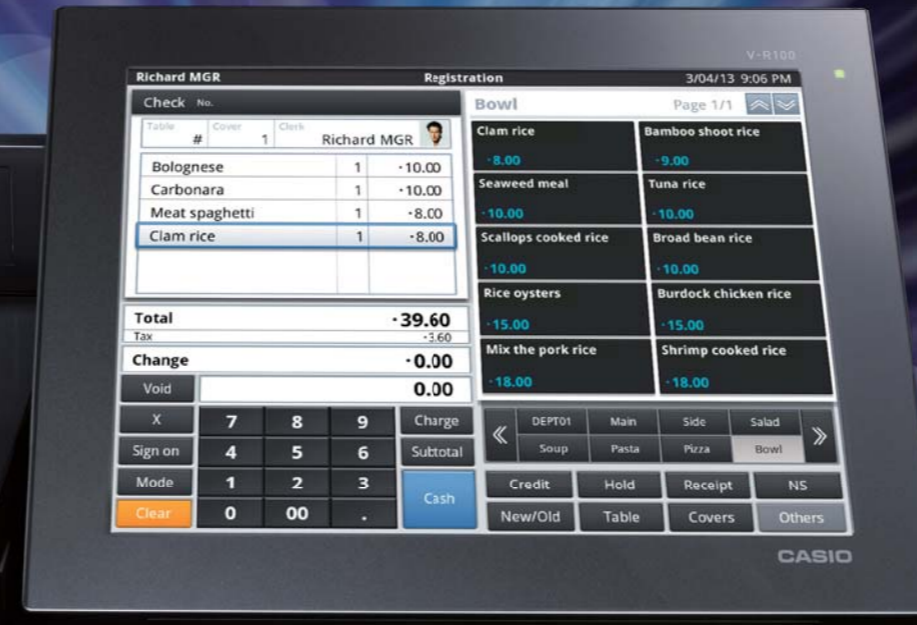 V-R100
Richard MGR Registration 3/04/13 9:06 PM
Check No.
Table # Cover 1 Clerk Richard MGR
Bolognese 1 ·10.00
Carbonara 1 ·10.00
Meat spaghetti 1 ·8.00
Clam rice 1 ·8.00
Total ·39.60
Tax ·3.60
Change ·0.00
Void 0.00
X 7 8 9 Charge
Sign on 4 5 6 Subtotal
Mode 1 2 3 Cash
Clear 0 00 .
Bowl Page 1/1
Clam rice Bamboo shoot rice
·8.00 ·9.00
Seaweed meal Tuna rice
·10.00 ·10.00
Scallops cooked rice Broad bean rice
·10.00 ·10.00
Rice oysters Burdock chicken rice
·15.00 ·15.00
Mix the pork rice Shrimp cooked rice
·18.00 ·18.00
DEPT01 Main Side Salad
Soup Pasta Pizza Bowl
Credit Hold Receipt NS
New/Old Table Covers Others
CASIO